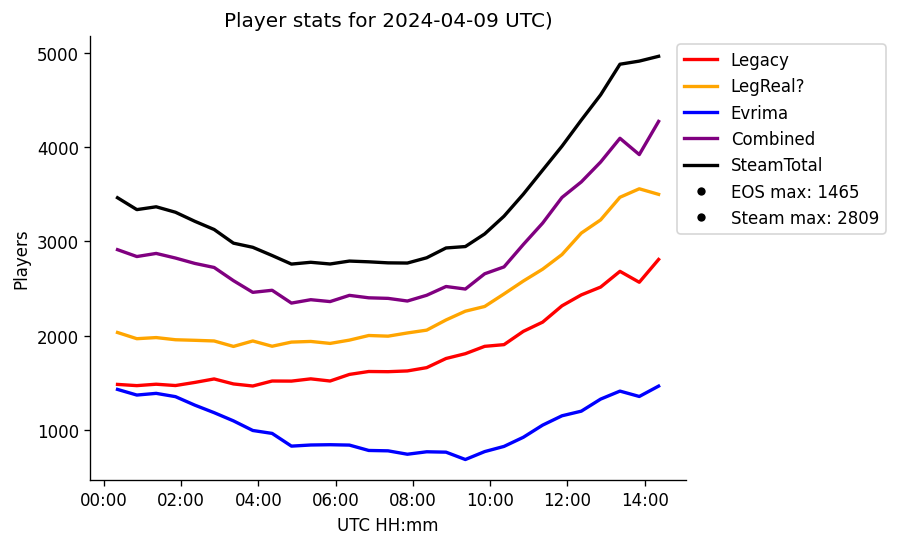 Player stats for 2024-04-09 UTC)
5000
4000
3000
2000
1000
Players
00:00 02:00 04:00 06:00 08:00 10:00 12:00 14:00
UTC HH:mm
Legacy
LegReal?
Evrima
Combined
SteamTotal
EOS max: 1465
Steam max: 2809